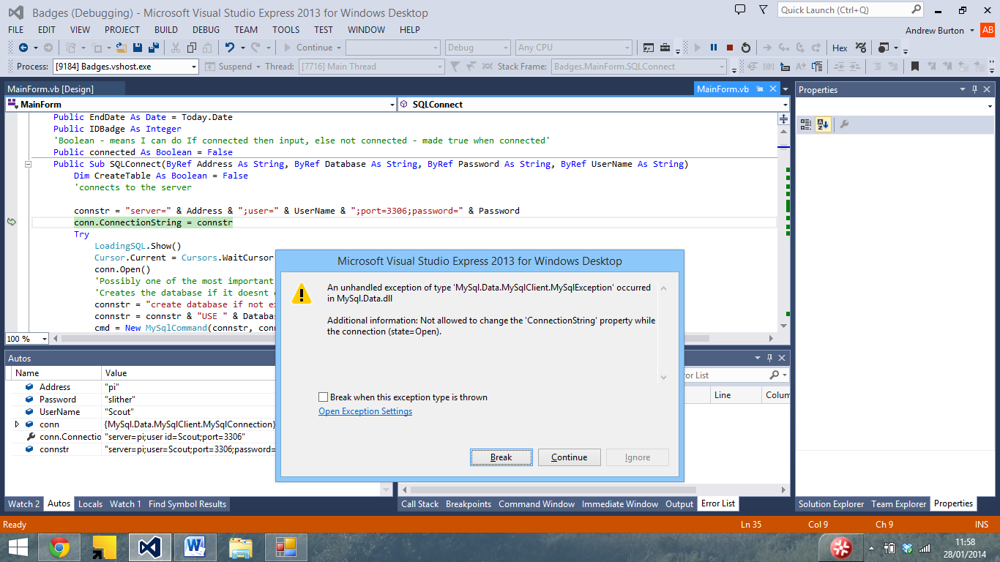 Badges (Debugging) - Microsoft Visual Studio Express 2013 for Windows Desktop
Quick Launch (Ctrl+Q)
FILE EDIT VIEW PROJECT BUILD DEBUG TEAM TOOLS TEST WINDOW HELP
Andrew Burton AB
Continue Debug Any CPU Hex
Process: [9184] Badges.vshost.exe Suspend Thread: [7716] Main Thread Stack Frame: Badges.MainForm.SQLConnect
MainForm.vb [Design] MainForm.vb
MainForm SQLConnect
Public EndDate As Date = Today.Date
Public IDBadge As Integer
'Boolean - means I can do If connected then input, else not connected - made true when connected'
Public connected As Boolean = False
Public Sub SQLConnect(ByRef Address As String, ByRef Database As String, ByRef Password As String, ByRef UserName As String)
Dim CreateTable As Boolean = False
'connects to the server
connstr = "server=" & Address & ";user=" & UserName & ";port=3306;password=" & Password
conn.ConnectionString = connstr
Try
LoadingSQL.Show()
Cursor.Current = Cursors.WaitCursor
conn.Open()
'Possibly one of the most important
'Creates the database if it doesnt
connstr = "create database if not ex
connstr = connstr & "USE " & Databas
cmd = New MySqlCommand(connstr, conn
100 %
Microsoft Visual Studio Express 2013 for Windows Desktop
An unhandled exception of type 'MySql.Data.MySqlClient.MySqlException' occurred
in MySql.Data.dll
Additional information: Not allowed to change the 'ConnectionString' property while
the connection (state=Open).
Break when this exception type is thrown
Open Exception Settings
Break Continue Ignore
Autos
Name Value
Address "pi"
Password "slither"
UserName "Scout"
conn {MySql.Data.MySqlClient.MySqlConnection}
conn.Connectio "server=pi;user id=Scout;port=3306"
connstr "server=pi;user=Scout;port=3306;password=
Watch 2 Autos Locals Watch 1 Find Symbol Results
ror List
Line Colum
Call Stack Breakpoints Command Window Immediate Window Output Error List
Properties
Solution Explorer Team Explorer Properties
Ready Ln 35 Col 9 Ch 9 INS
11:58
28/01/2014